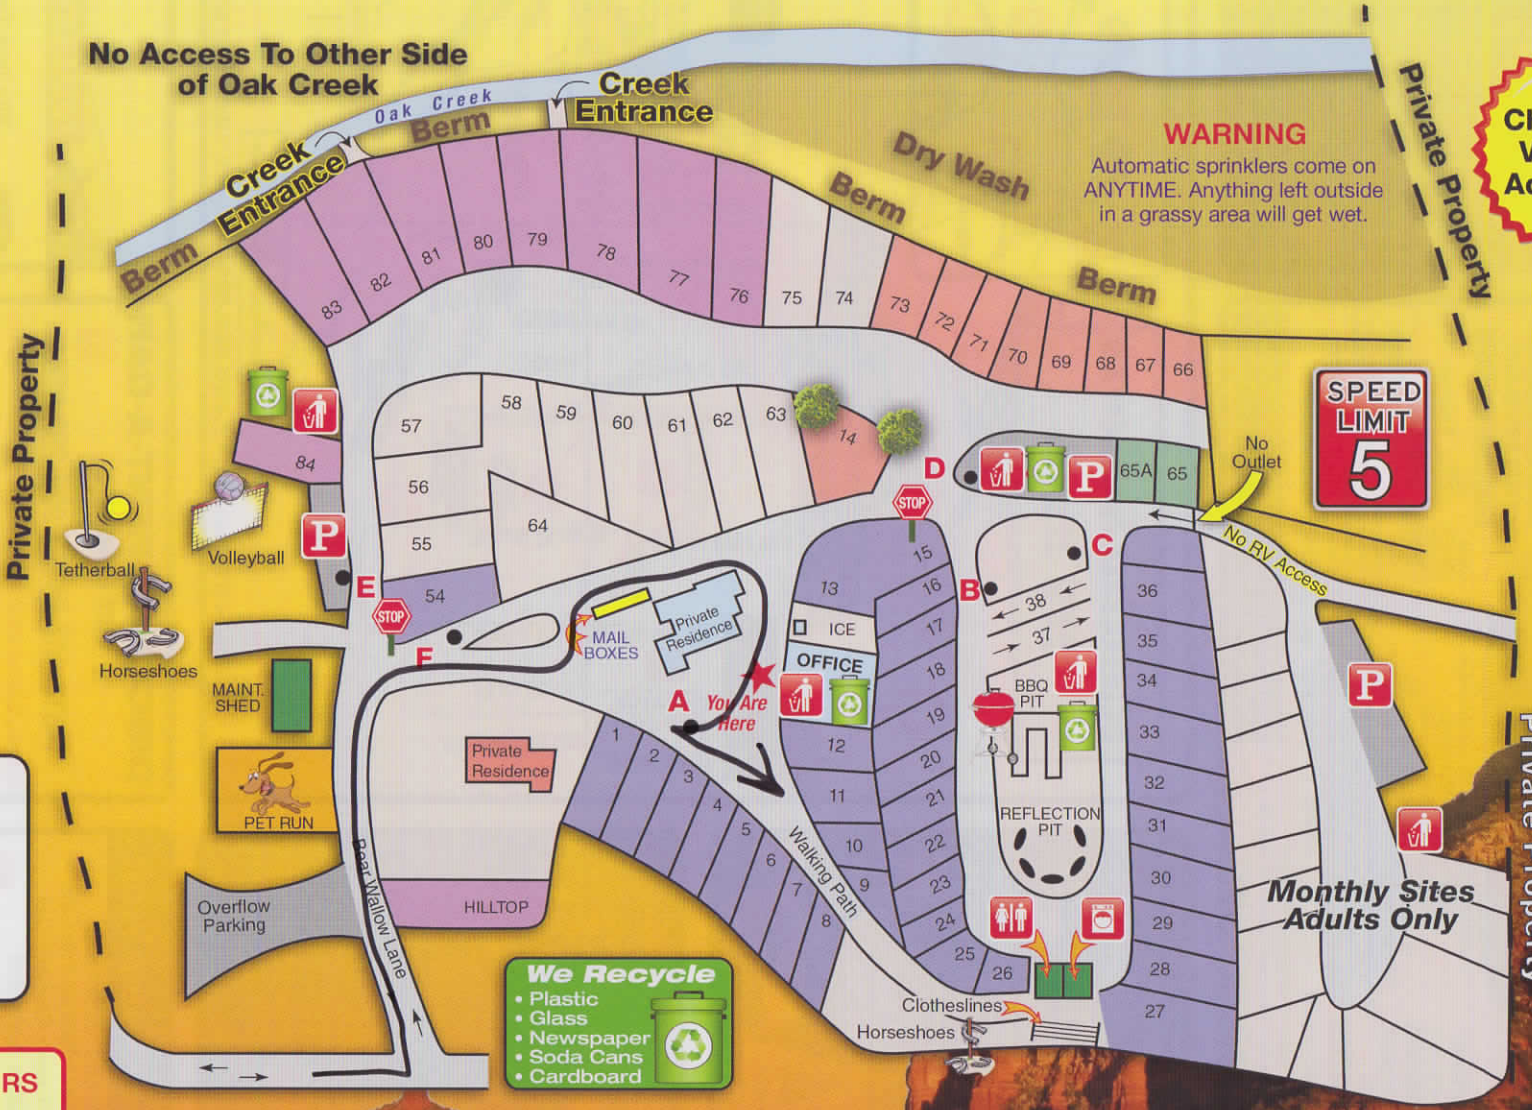 No Access To Other Side
of Oak Creek
Oak Creek
Berm
Creek
Entrance
Creek
Entrance
Berm
Dry Wash
Berm
Berm
WARNING
Automatic sprinklers come on
ANYTIME. Anything left outside
in a grassy area will get wet.
Private Property
Private Property
Private Property
83
82
81
80
79
78
77
76
75
74
73
72
71
70
69
68
67
66
SPEED
LIMIT
5
No
Outlet
No RV Access
84
P
Volleyball
Tetherball
Horseshoes
57
58
59
60
61
62
63
14
56
55
64
54
E
STOP
F
D
P
65A
65
STOP
C
B
38
37
15
16
17
18
19
20
21
22
23
24
25
26
13
ICE
OFFICE
12
11
10
9
MAIL
BOXES
Private
Residence
A
You Are
Here
BBQ
PIT
REFLECTION
PIT
36
35
34
33
32
31
30
29
28
27
P
Monthly Sites
Adults Only
Private Property
MAINT.
SHED
PET RUN
Private
Residence
1
2
3
4
5
6
7
8
Walking Path
Overflow
Parking
Bear Wallow Lane
HILLTOP
We Recycle
• Plastic
• Glass
• Newspaper
• Soda Cans
• Cardboard
Clotheslines
Horseshoes
RS